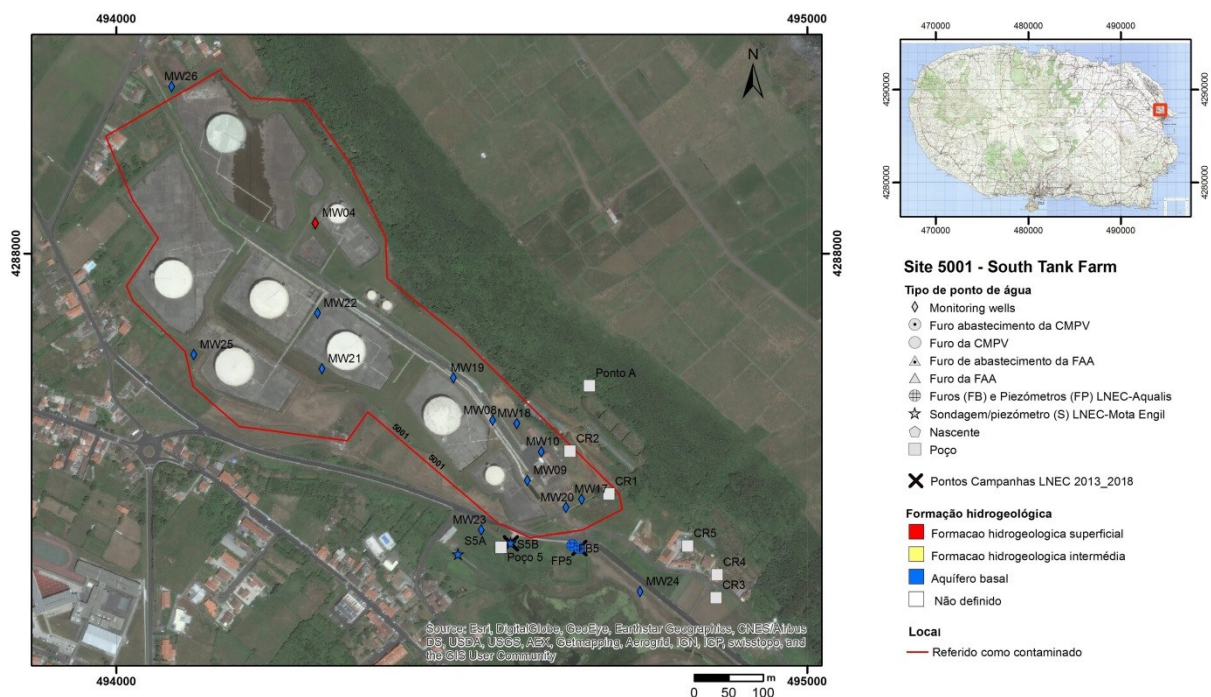 494000
495000
MW26
MW04
4288000
4288000
MW22
MW25
MW21
MW19
Ponto A
MW08
MW18
MW10
CR2
5001
MW09
CR1
MW17
MW20
MW23
S5A
S5B
Poço 5
FP5
FB5
CR5
CR4
CR3
MW24
Source: Esri, DigitalGlobe, GeoEye, Earthstar Geographics, CNES/Airbus
DS, USDA, USGS, AEX, Getmapping, Aerogrid, IGN, IGP, swisstopo, and
the GIS User Community
494000
495000
0 50 100 m
N
470000
480000
490000
4290000
4290000
4280000
4280000
470000
480000
490000
Site 5001 - South Tank Farm
Tipo de ponto de água
Monitoring wells
Furo abastecimento da CMPV
Furo da CMPV
Furo de abastecimento da FAA
Furo da FAA
Furos (FB) e Piezómetros (FP) LNEC-Aqualis
Sondagem/piezómetro (S) LNEC-Mota Engil
Nascente
Poço
Pontos Campanhas LNEC 2013_2018
Formação hidrogeológica
Formacão hidrogeologica superficial
Formacao hidrogeologica intermédia
Aquífero basal
Não definido
Local
Referido como contaminado